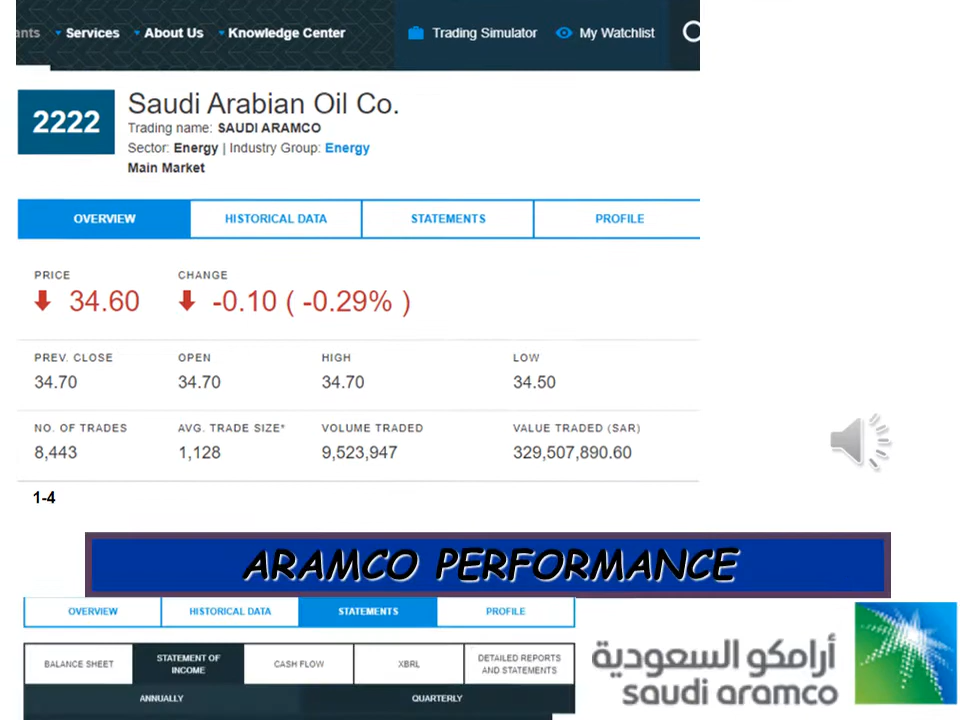 Services About Us Knowledge Center Trading Simulator My Watchlist
2222
Saudi Arabian Oil Co.
Trading name: SAUDI ARAMCO
Sector: Energy | Industry Group: Energy
Main Market
OVERVIEW HISTORICAL DATA STATEMENTS PROFILE
PRICE CHANGE
34.60 -0.10 ( -0.29% )
PREV. CLOSE OPEN HIGH LOW
34.70 34.70 34.70 34.50
NO. OF TRADES AVG. TRADE SIZE* VOLUME TRADED VALUE TRADED (SAR)
8,443 1,128 9,523,947 329,507,890.60
1-4
ARAMCO PERFORMANCE
OVERVIEW HISTORICAL DATA STATEMENTS PROFILE
BALANCE SHEET STATEMENT OF INCOME CASH FLOW XBRL DETAILED REPORTS AND STATEMENTS
ANNUALLY QUARTERLY
أرامكو السعودية
saudi aramco